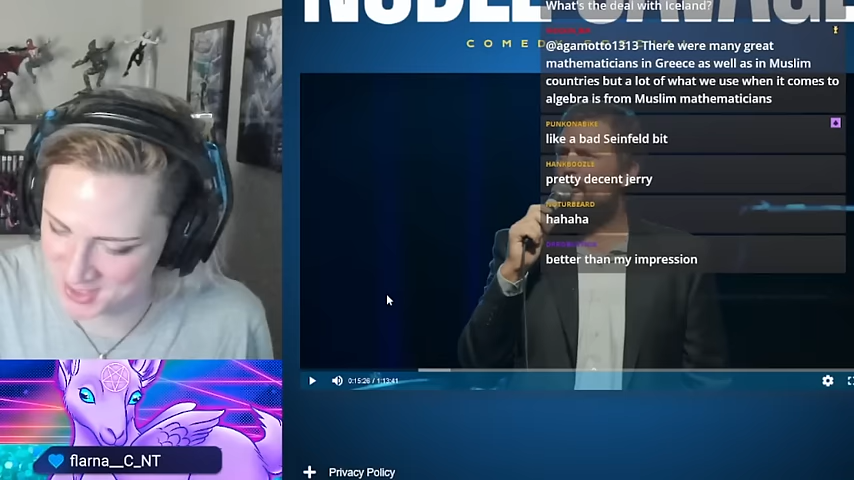 What's the deal with Iceland?
NOBLE SAVAGE
@agamotto1313 There were many great
mathematicians in Greece as well as in Muslim
countries but a lot of what we use when it comes to
algebra is from Muslim mathematicians
PUNKONABIKE
like a bad Seinfeld bit
HANKBOOZLE
pretty decent jerry
hahaha
better than my impression
0:15:26 / 1:13:41
flarna__C_NT
Privacy Policy